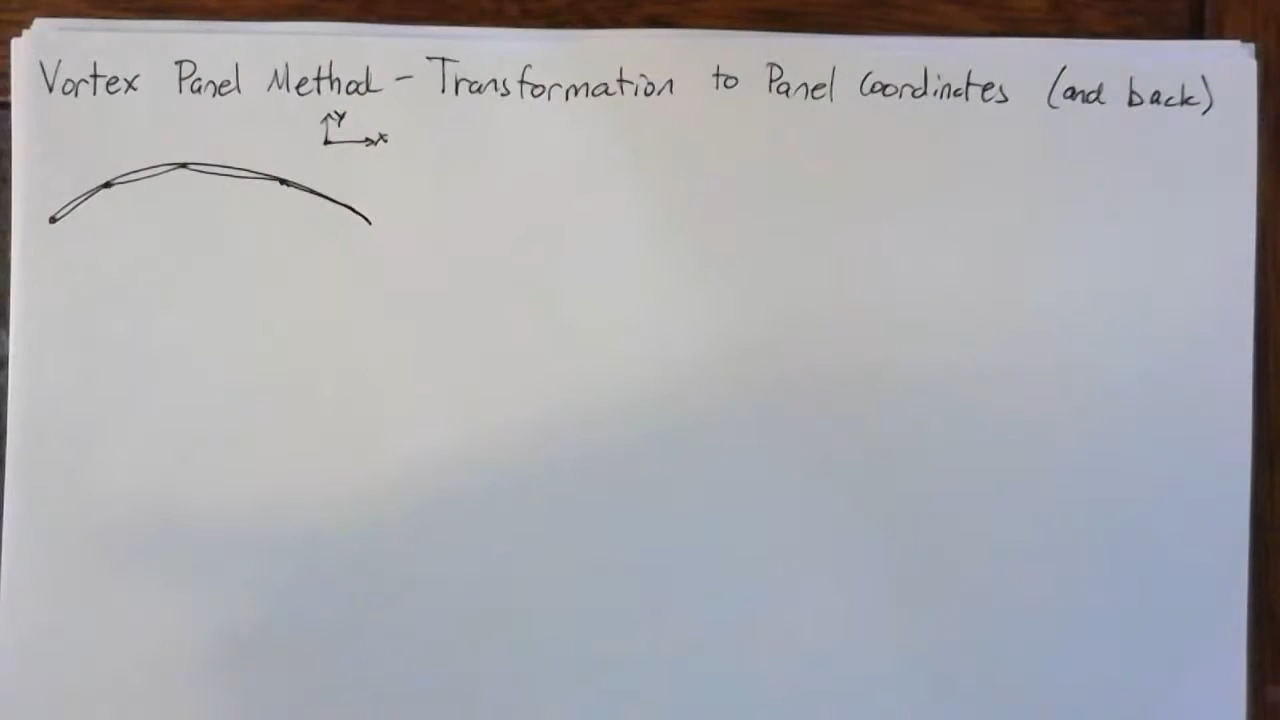 Vortex Panel Method - Transformation to Panel Coordinates (and back)
Y
X